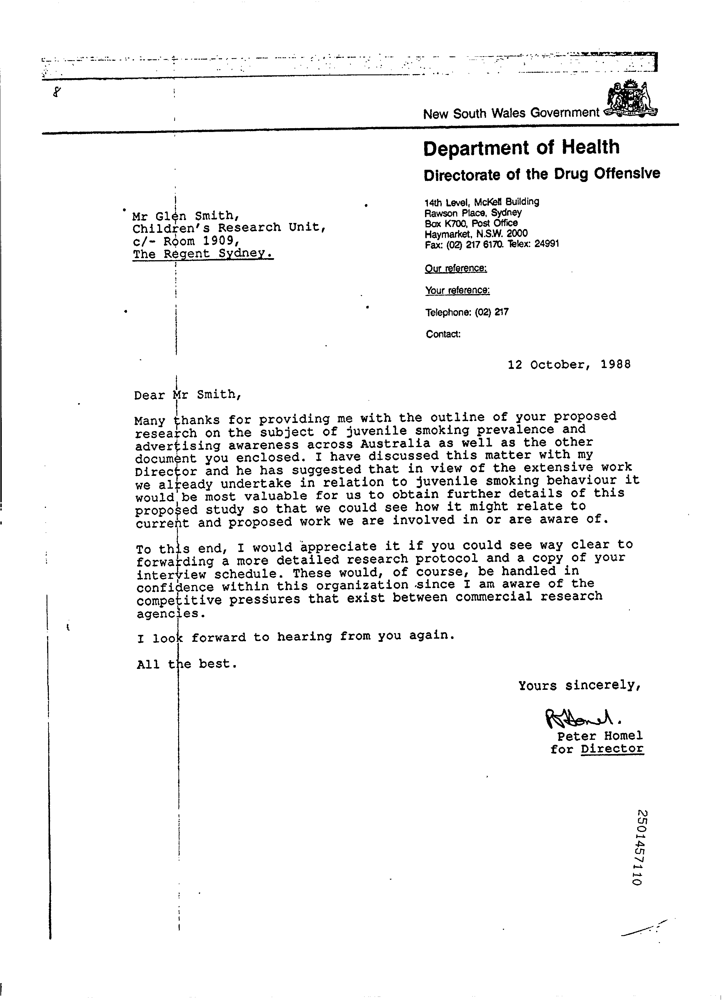 8
New South Wales Government
Department of Health
Directorate of the Drug Offensive
14th Level, McKell Building
Rawson Place, Sydney
Box K700, Post Office
Haymarket, N.S.W. 2000
Fax: (02) 217 6170. Telex: 24991
Our reference:
Your reference:
Telephone: (02) 217
Contact:
Mr Glen Smith,
Children's Research Unit,
c/- Room 1909,
The Regent Sydney.
12 October, 1988
Dear Mr Smith,
Many thanks for providing me with the outline of your proposed
research on the subject of juvenile smoking prevalence and
advertising awareness across Australia as well as the other
document you enclosed. I have discussed this matter with my
Director and he has suggested that in view of the extensive work
we already undertake in relation to juvenile smoking behaviour it
would be most valuable for us to obtain further details of this
proposed study so that we could see how it might relate to
current and proposed work we are involved in or are aware of.
To this end, I would appreciate it if you could see way clear to
forwarding a more detailed research protocol and a copy of your
interview schedule. These would, of course, be handled in
confidence within this organization since I am aware of the
competitive pressures that exist between commercial research
agencies.
I look forward to hearing from you again.
All the best.
Yours sincerely,
P Homel.
Peter Homel
for Director
2501457110